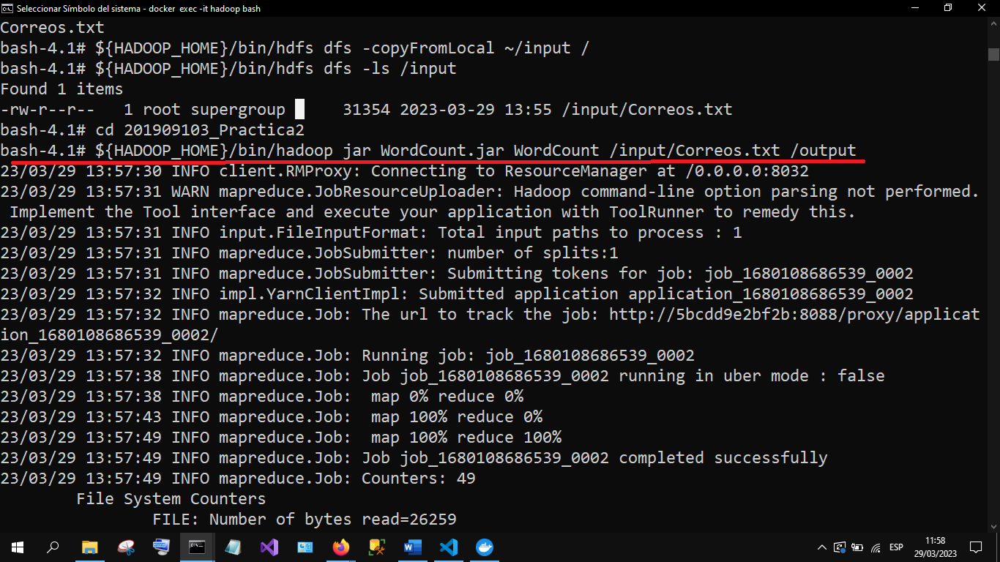 Seleccionar Símbolo del sistema - docker exec -it hadoop bash
Correos.txt
bash-4.1# ${HADOOP_HOME}/bin/hdfs dfs -copyFromLocal ~/input /
bash-4.1# ${HADOOP_HOME}/bin/hdfs dfs -ls /input
Found 1 items
-rw-r--r--   1 root supergroup      31354 2023-03-29 13:55 /input/Correos.txt
bash-4.1# cd 201909103_Practica2
bash-4.1# ${HADOOP_HOME}/bin/hadoop jar WordCount.jar WordCount /input/Correos.txt /output
23/03/29 13:57:30 INFO client.RMProxy: Connecting to ResourceManager at /0.0.0.0:8032
23/03/29 13:57:31 WARN mapreduce.JobResourceUploader: Hadoop command-line option parsing not performed.
 Implement the Tool interface and execute your application with ToolRunner to remedy this.
23/03/29 13:57:31 INFO input.FileInputFormat: Total input paths to process : 1
23/03/29 13:57:31 INFO mapreduce.JobSubmitter: number of splits:1
23/03/29 13:57:31 INFO mapreduce.JobSubmitter: Submitting tokens for job: job_1680108686539_0002
23/03/29 13:57:32 INFO impl.YarnClientImpl: Submitted application application_1680108686539_0002
23/03/29 13:57:32 INFO mapreduce.Job: The url to track the job: http://5bcdd9e2bf2b:8088/proxy/applicat
ion_1680108686539_0002/
23/03/29 13:57:32 INFO mapreduce.Job: Running job: job_1680108686539_0002
23/03/29 13:57:38 INFO mapreduce.Job: Job job_1680108686539_0002 running in uber mode : false
23/03/29 13:57:38 INFO mapreduce.Job:  map 0% reduce 0%
23/03/29 13:57:43 INFO mapreduce.Job:  map 100% reduce 0%
23/03/29 13:57:49 INFO mapreduce.Job:  map 100% reduce 100%
23/03/29 13:57:49 INFO mapreduce.Job: Job job_1680108686539_0002 completed successfully
23/03/29 13:57:49 INFO mapreduce.Job: Counters: 49
        File System Counters
                FILE: Number of bytes read=26259
ESP
11:58
29/03/2023